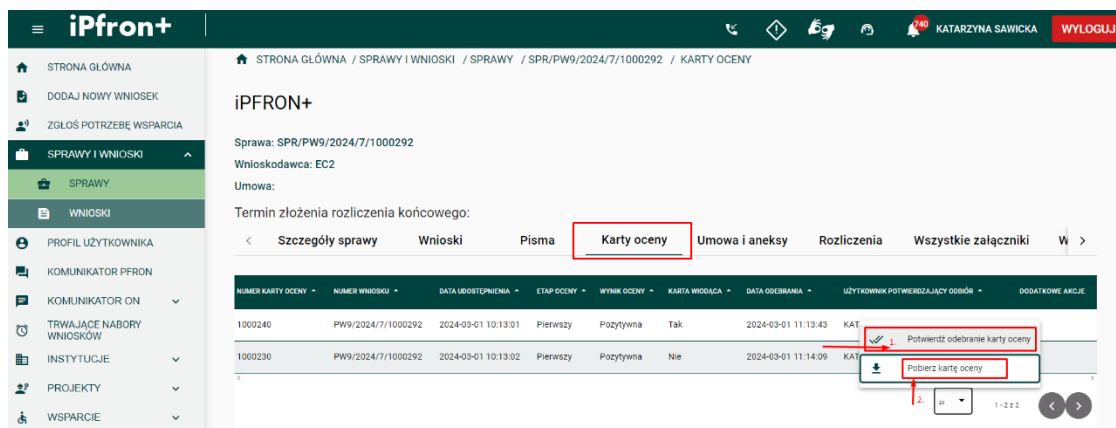 iPfron+
740
KATARZYNA SAWICKA
WYLOGUJ
STRONA GŁÓWNA
DODAJ NOWY WNIOSEK
ZGŁOŚ POTRZEBĘ WSPARCIA
SPRAWY I WNIOSKI
SPRAWY
WNIOSKI
PROFIL UŻYTKOWNIKA
KOMUNIKATOR PFRON
KOMUNIKATOR ON
TRWAJĄCE NABORY
WNIOSKÓW
INSTYTUCJE
PROJEKTY
WSPARCIE
STRONA GŁÓWNA / SPRAWY I WNIOSKI / SPRAWY / SPR/PW9/2024/7/1000292 / KARTY OCENY
iPFRON+
Sprawa: SPR/PW9/2024/7/1000292
Wnioskodawca: EC2
Umowa:
Termin złożenia rozliczenia końcowego:
Szczegóły sprawy Wnioski Pisma Karty oceny Umowa i aneksy Rozliczenia Wszystkie załączniki W
NUMER KARTY OCENY NUMER WNIOSKU DATA UDOSTĘPNIENIA ETAP OCENY WYNIK OCENY KARTA WIODĄCA DATA ODEBRANIA UŻYTKOWNIK POTWIERDZAJĄCY ODBIÓR DODATKOWE AKCJE
1000240 PW9/2024/7/1000292 2024-03-01 10:13:01 Pierwszy Pozytywna Tak 2024-03-01 11:13:43 KAT
1. Potwierdź odebranie karty oceny
1000230 PW9/2024/7/1000292 2024-03-01 10:13:02 Pierwszy Pozytywna Nie 2024-03-01 11:14:09 KAT
Pobierz kartę oceny
2. 20 1 - 2 z 2